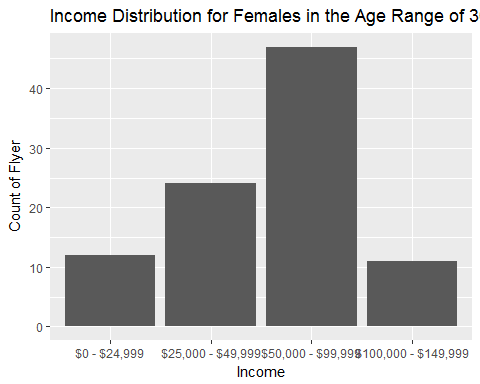 Income Distribution for Females in the Age Range of 3
Count of Flyer
40
30
20
10
0
$0 - $24,999
$25,000 - $49,999
$50,000 - $99,999
$100,000 - $149,999
Income